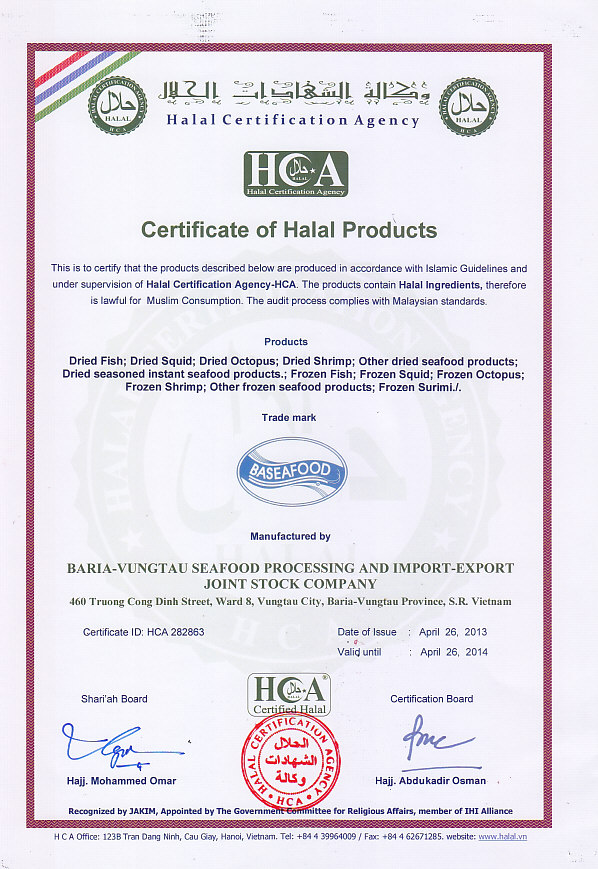 وكالة الشهادات الحلال
Halal Certification Agency
حلال
HALAL
HCA
حلال
HALAL
HCA
HCA
حلال
HALAL
Halal Certification Agency
Certificate of Halal Products
This is to certify that the products described below are produced in accordance with Islamic Guidelines and
under supervision of Halal Certification Agency-HCA. The products contain Halal Ingredients, therefore
is lawful for Muslim Consumption. The audit process complies with Malaysian standards.
Products
Dried Fish; Dried Squid; Dried Octopus; Dried Shrimp; Other dried seafood products;
Dried seasoned instant seafood products.; Frozen Fish; Frozen Squid; Frozen Octopus;
Frozen Shrimp; Other frozen seafood products; Frozen Surimi./.
Trade mark
BASEAFOOD
Manufactured by
BARIA-VUNGTAU SEAFOOD PROCESSING AND IMPORT-EXPORT
JOINT STOCK COMPANY
460 Truong Cong Dinh Street, Ward 8, Vungtau City, Baria-Vungtau Province, S.R. Vietnam
Certificate ID: HCA 282863
Date of Issue : April 26, 2013
Valid until : April 26, 2014
HCA®
Certified Halal
Shari'ah Board
Certification Board
HALAL CERTIFICATION AGENCY
الحلال
الشهادات
وكالة
HCA
Hajj. Mohammed Omar
Hajj. Abdukadir Osman
Recognized by JAKIM, Appointed by The Government Committee for Religious Affairs, member of IHI Alliance
H C A Office: 123B Tran Dang Ninh, Cau Giay, Hanoi, Vietnam. Tel: +84 4 39964009 / Fax: +84 4 62671285. website: www.halal.vn